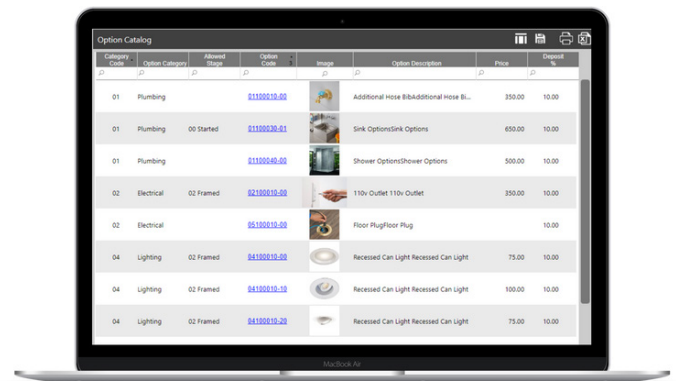 Option Catalog
Category Code Option Category Allowed Stage Option Code Image Option Description Price Deposit %
01 Plumbing 01100010-00 Additional Hose BibAdditional Hose Bi... 350.00 10.00
01 Plumbing 00 Started 01100030-01 Sink OptionsSink Options 650.00 10.00
01 Plumbing 01100040-00 Shower OptionsShower Options 500.00 10.00
02 Electrical 02 Framed 02100010-00 110v Outlet 110v Outlet 350.00 10.00
02 Electrical 05100010-00 Floor PlugFloor Plug 10.00
04 Lighting 02 Framed 04100010-00 Recessed Can Light Recessed Can Light 75.00 10.00
04 Lighting 02 Framed 04100010-10 Recessed Can Light Recessed Can Light 100.00 10.00
04 Lighting 02 Framed 04100010-20 Recessed Can Light Recessed Can Light 75.00 10.00
MacBook Air